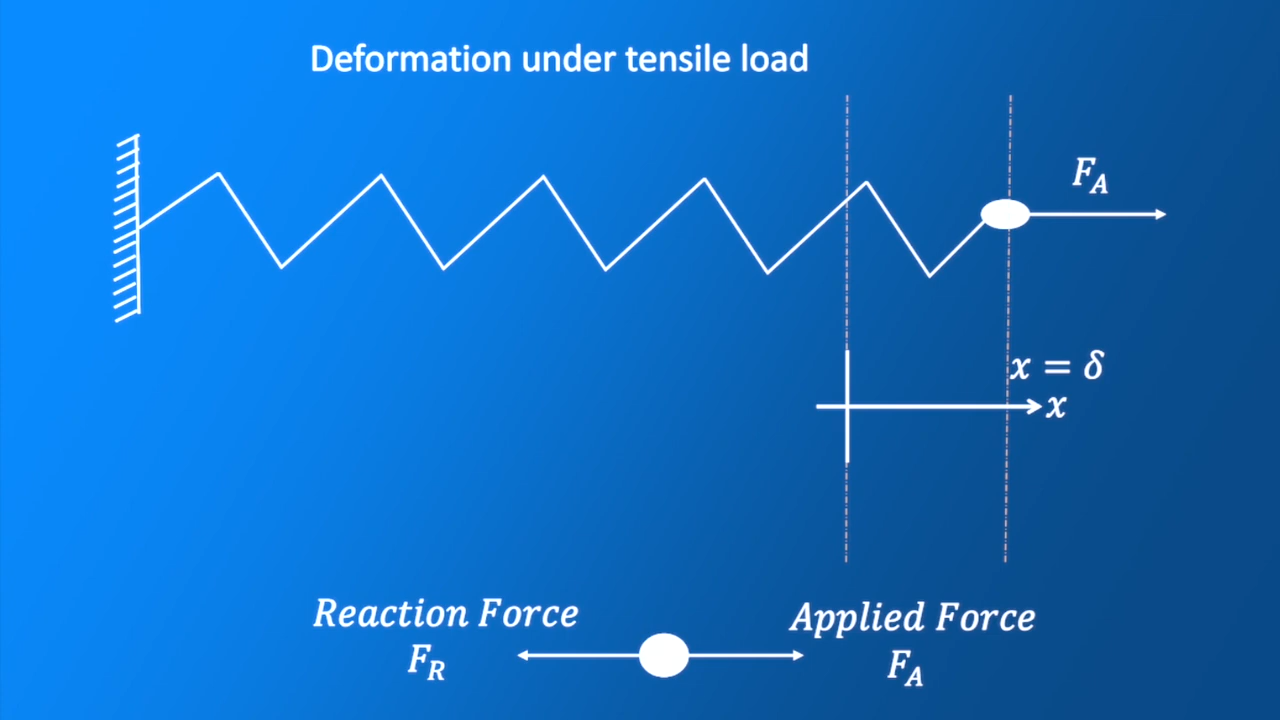 Deformation under tensile load
F_A
x = δ
x
Reaction Force
F_R
Applied Force
F_A